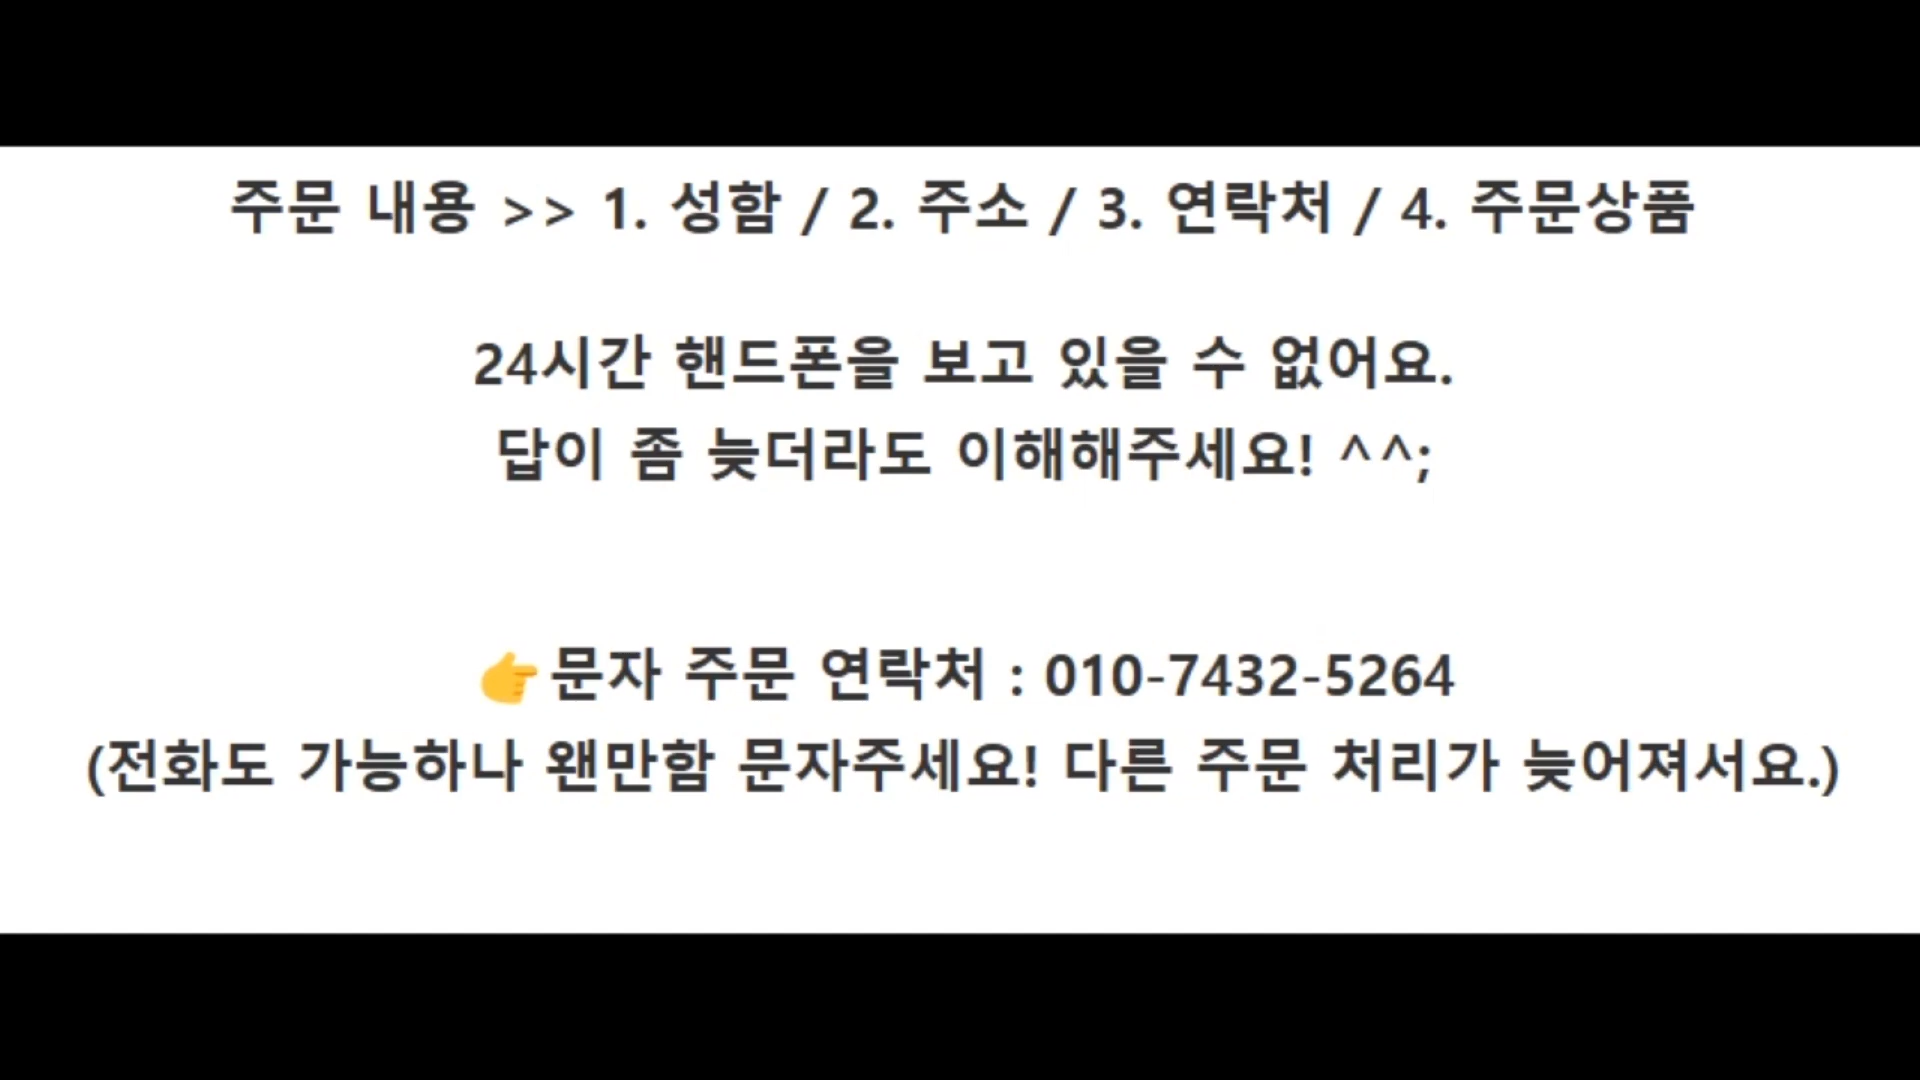 주문 내용 >> 1. 성함 / 2. 주소 / 3. 연락처 / 4. 주문상품
24시간 핸드폰을 보고 있을 수 없어요.
답이 좀 늦더라도 이해해주세요! ^^;
👉문자 주문 연락처 : 010-7432-5264
(전화도 가능하나 왠만함 문자주세요! 다른 주문 처리가 늦어져서요.)